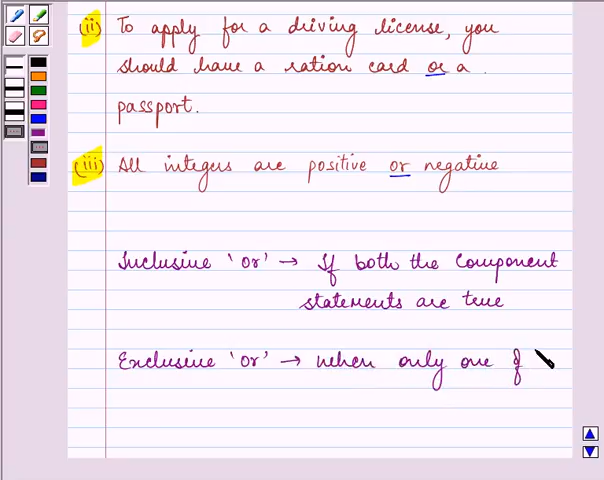 (ii) To apply for a driving license, you
should have a ration card or a
passport.
(iii) All integers are positive or negative
Inclusive 'or' → If both the component
statements are true
Exclusive 'or' → when only one of